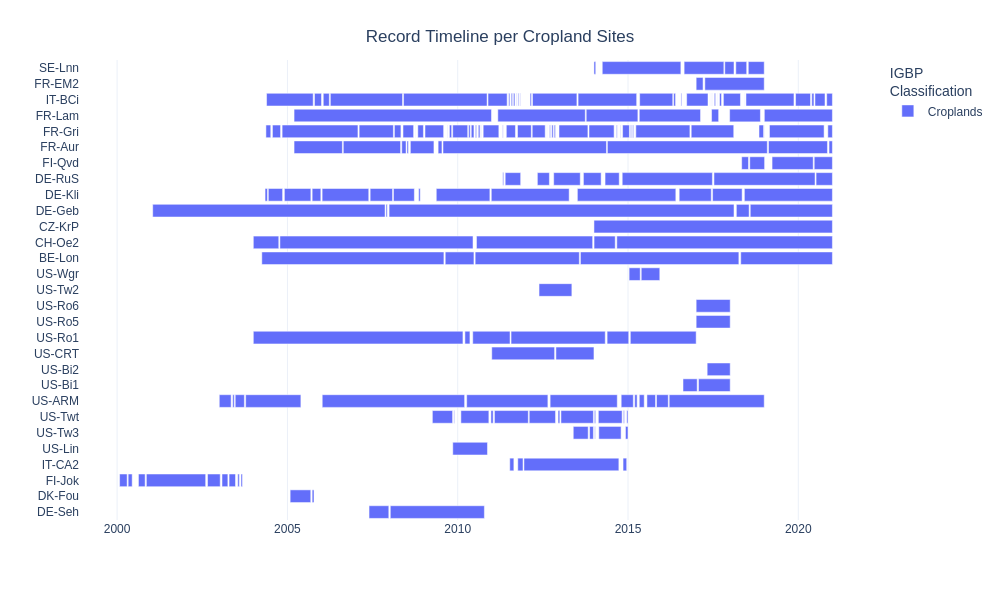 Record Timeline per Cropland Sites
IGBP
Classification
Croplands
SE-Lnn
FR-EM2
IT-BCi
FR-Lam
FR-Gri
FR-Aur
FI-Qvd
DE-RuS
DE-Kli
DE-Geb
CZ-KrP
CH-Oe2
BE-Lon
US-Wgr
US-Tw2
US-Ro6
US-Ro5
US-Ro1
US-CRT
US-Bi2
US-Bi1
US-ARM
US-Twt
US-Tw3
US-Lin
IT-CA2
FI-Jok
DK-Fou
DE-Seh
2000 2005 2010 2015 2020